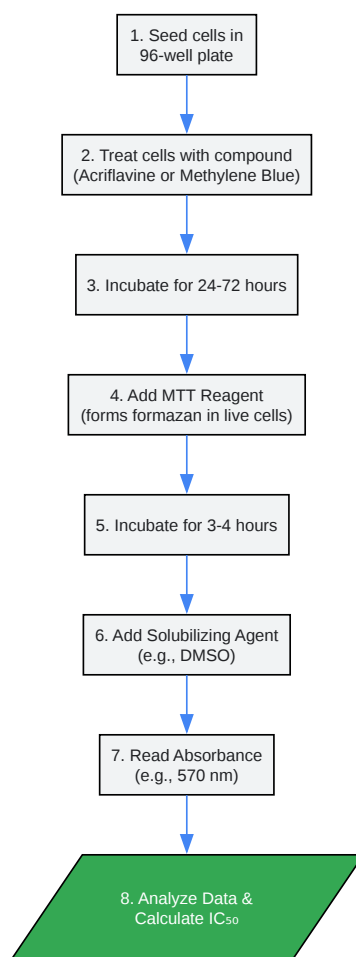 1. Seed cells in
96-well plate
2. Treat cells with compound
(Acriflavine or Methylene Blue)
3. Incubate for 24-72 hours
4. Add MTT Reagent
(forms formazan in live cells)
5. Incubate for 3-4 hours
6. Add Solubilizing Agent
(e.g., DMSO)
7. Read Absorbance
(e.g., 570 nm)
8. Analyze Data &
Calculate IC₅₀